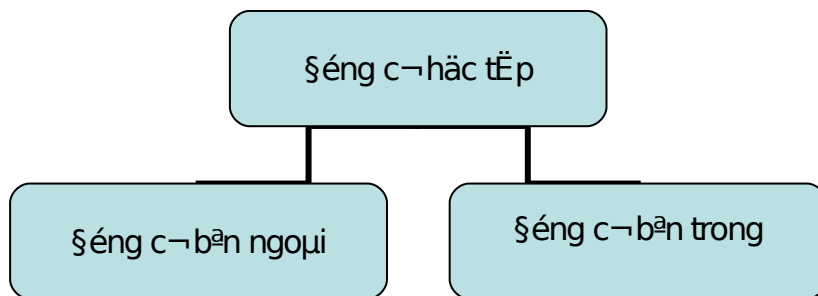 §éng c¬ häc tËp
§éng c¬ bªn ngoµi
§éng c¬ bªn trong